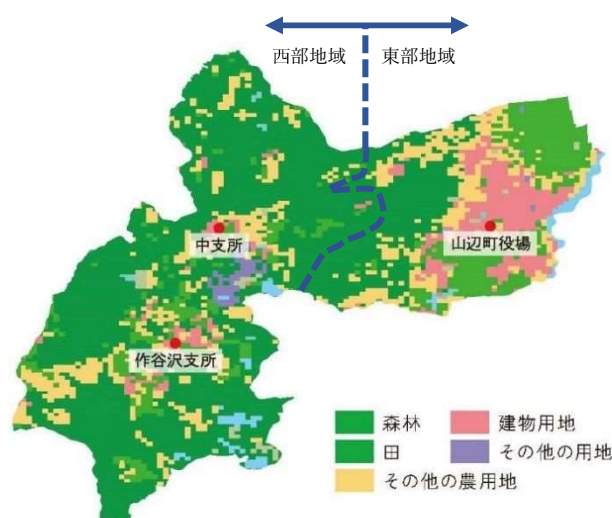 西部地域 東部地域
中支所
山辺町役場
作谷沢支所
森林 建物用地
田 その他の用地
その他の農用地